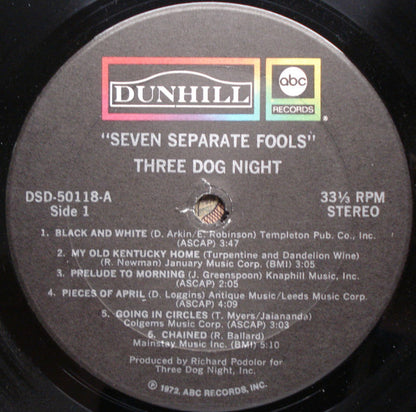 DUNHILL
abc
RECORDS
®
"SEVEN SEPARATE FOOLS"
THREE DOG NIGHT
DSD-50118-A
Side 1
33⅓ RPM
STEREO
1. BLACK AND WHITE (D. Arkin/E. Robinson) Templeton Pub. Co., Inc.
(ASCAP) 3:47
2. MY OLD KENTUCKY HOME (Turpentine and Dandelion Wine)
(R. Newman) January Music Corp. (BMI) 3:05
3. PRELUDE TO MORNING (J. Greenspoon) Knaphill Music, Inc.
(ASCAP) 2:05
4. PIECES OF APRIL (D. Loggins) Antique Music/Leeds Music Corp.
(ASCAP) 4:09
5. GOING IN CIRCLES (T. Myers/Jaiananda)
Colgems Music Corp. (ASCAP) 3:03
6. CHAINED (R. Ballard)
Mainstay Music Inc. (BMI) 5:10
Produced by Richard Podolor for
Three Dog Night, Inc.
℗ 1972, ABC RECORDS, INC.